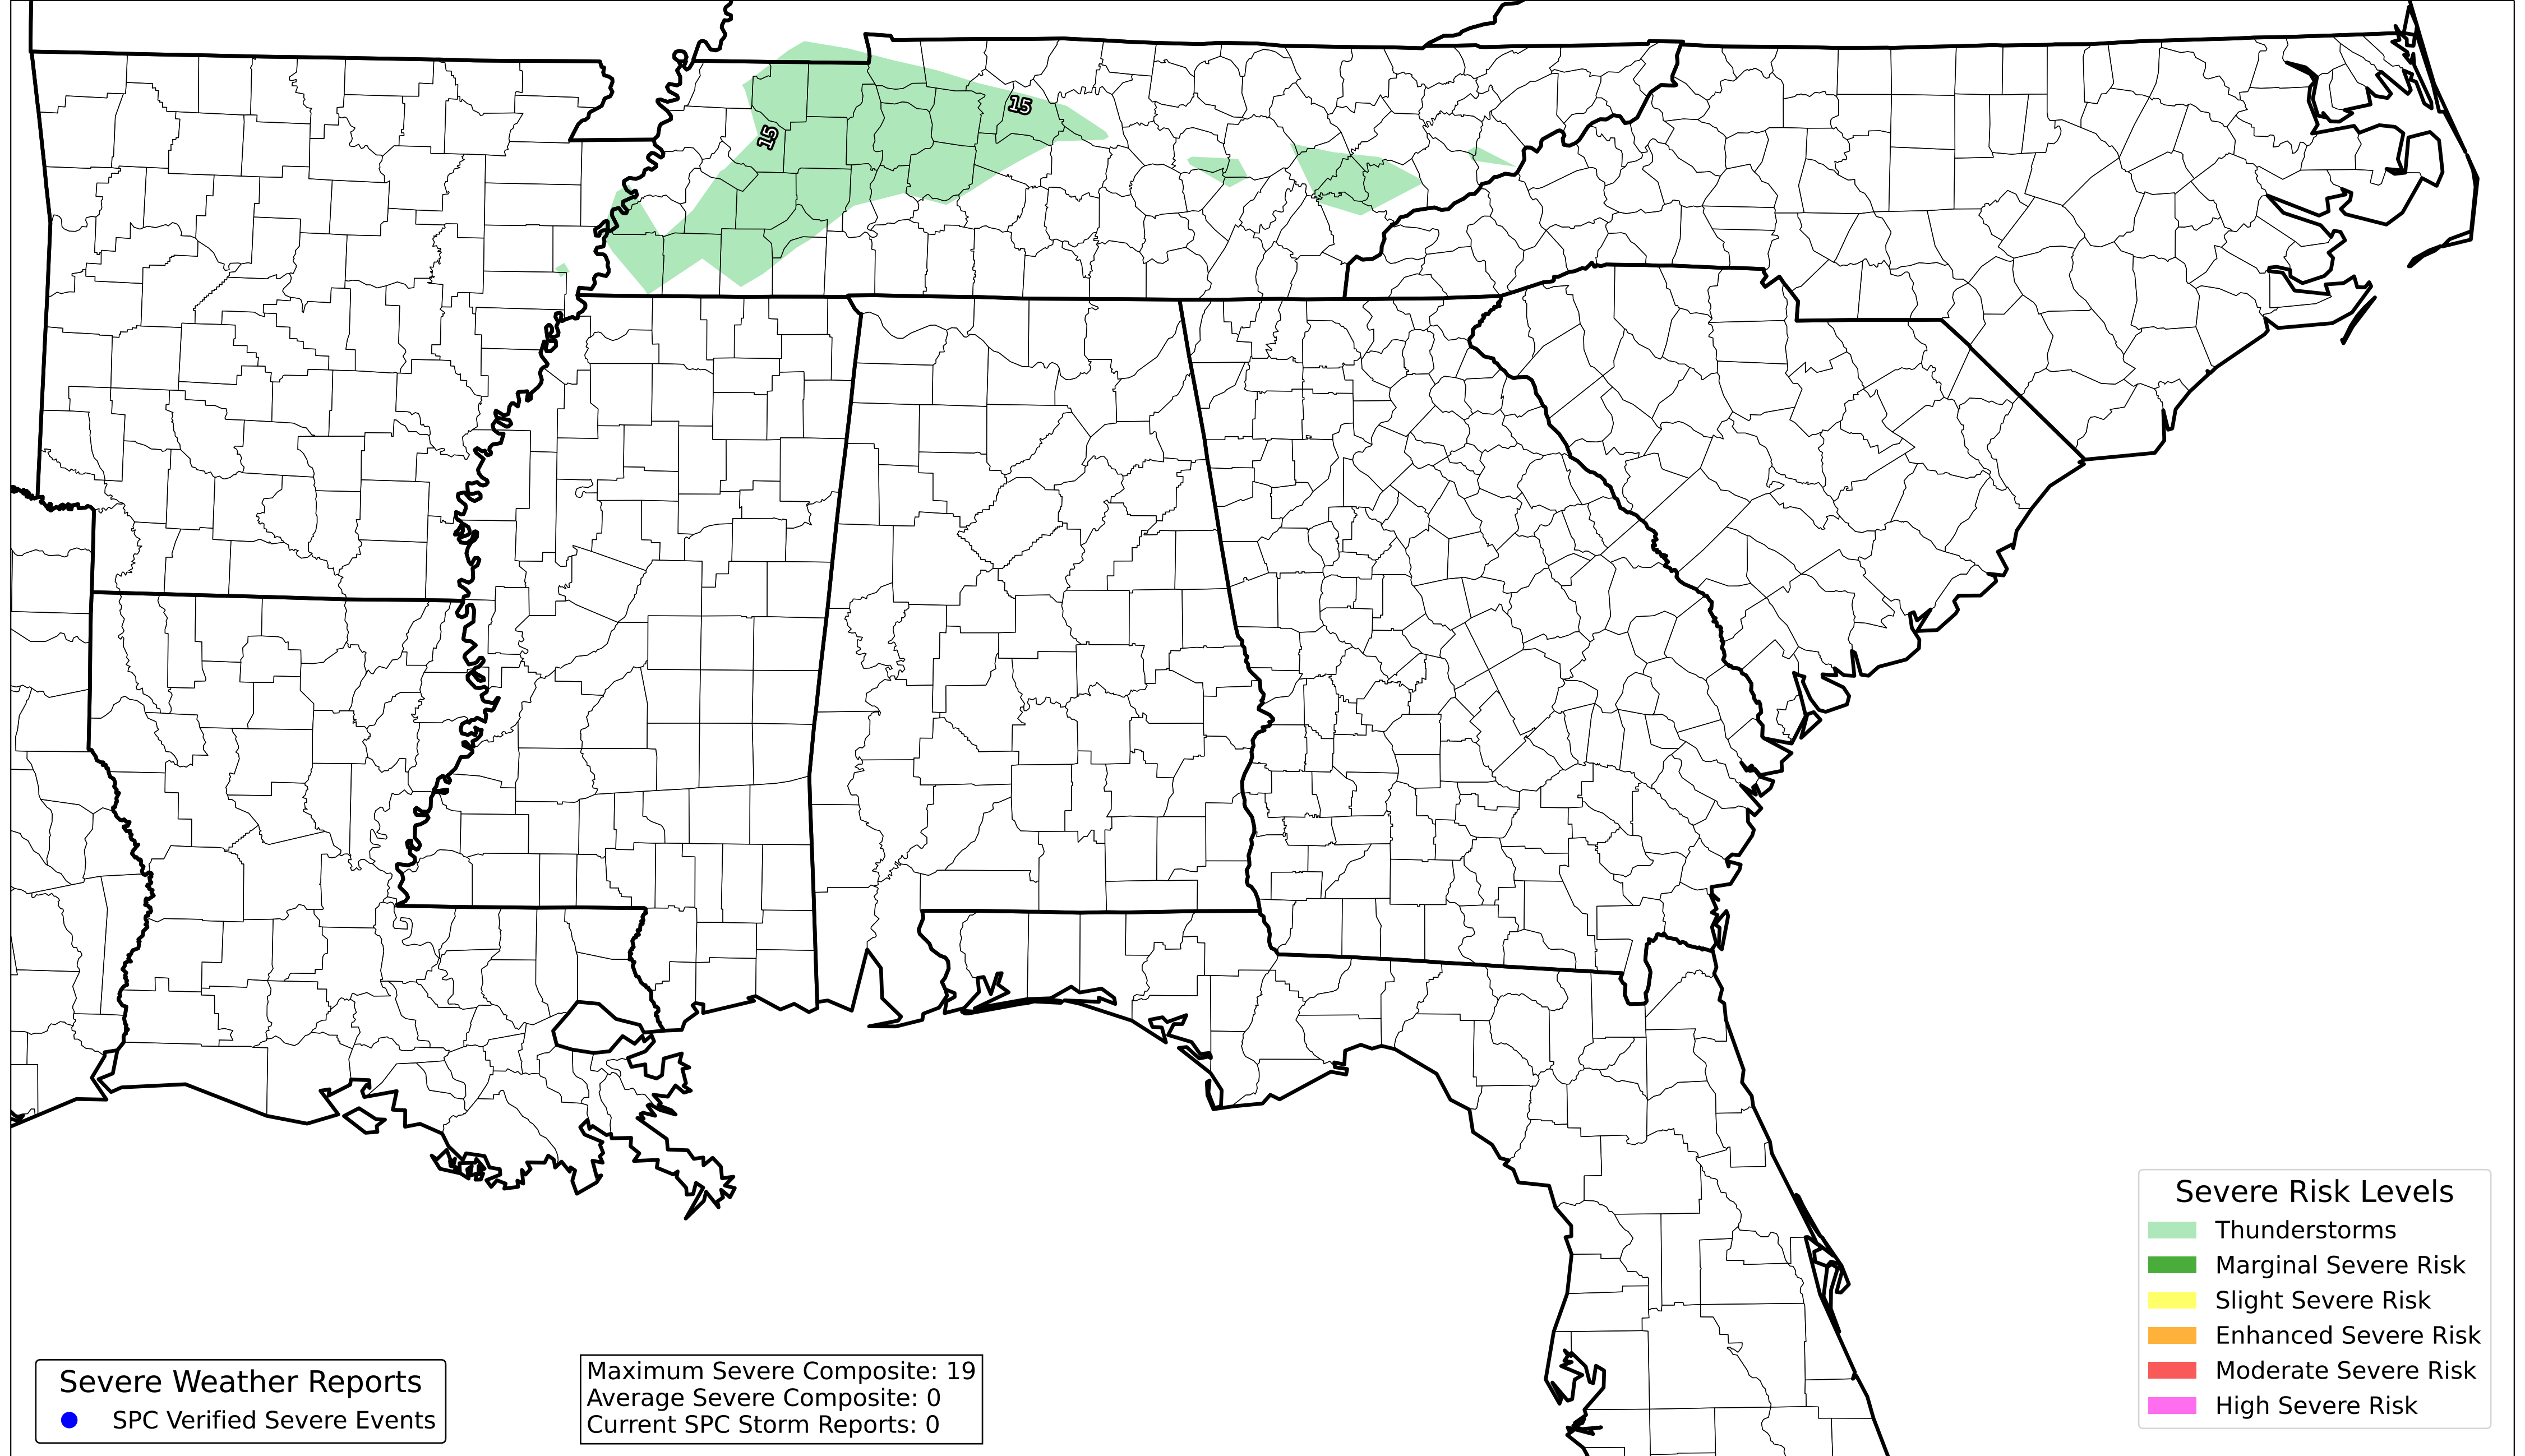 15
15
Severe Risk Levels
Thunderstorms
Marginal Severe Risk
Slight Severe Risk
Enhanced Severe Risk
Moderate Severe Risk
High Severe Risk
Severe Weather Reports
SPC Verified Severe Events
Maximum Severe Composite: 19
Average Severe Composite: 0
Current SPC Storm Reports: 0